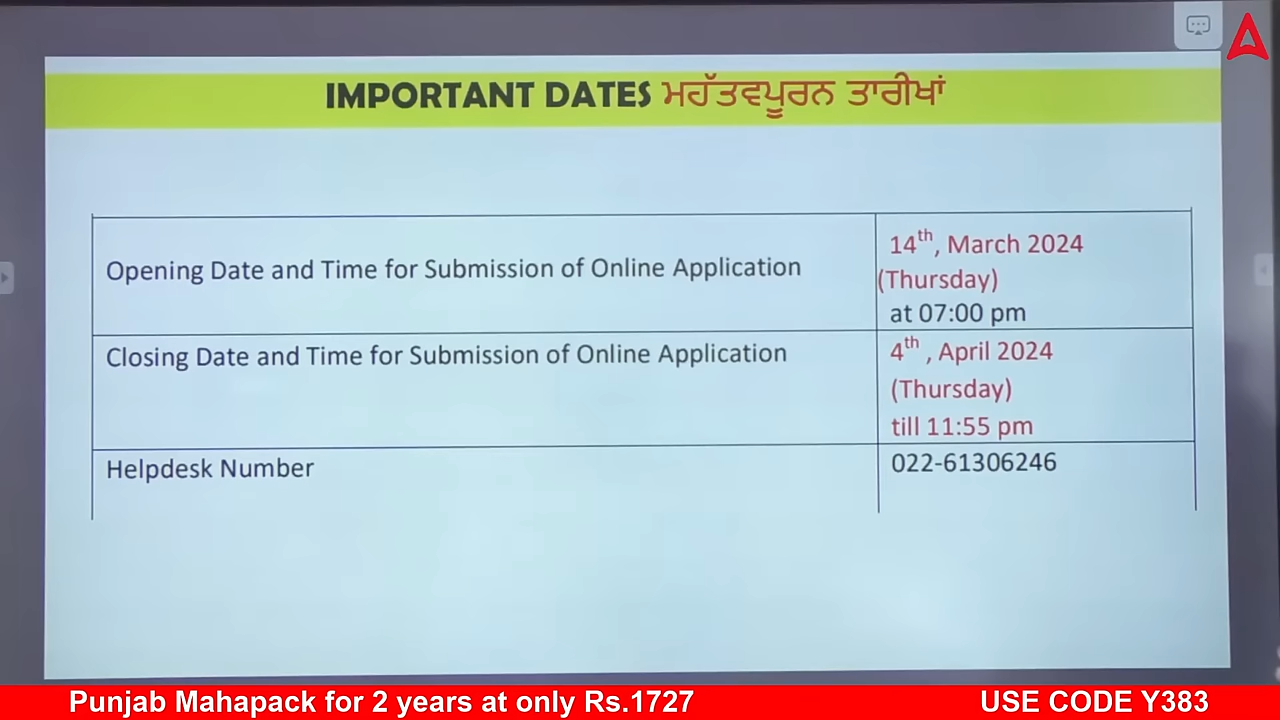 IMPORTANT DATES ਮਹੱਤਵਪੂਰਨ ਤਾਰੀਖਾਂ
Opening Date and Time for Submission of Online Application
14th, March 2024
(Thursday)
at 07:00 pm
Closing Date and Time for Submission of Online Application
4th , April 2024
(Thursday)
till 11:55 pm
Helpdesk Number
022-61306246
Punjab Mahapack for 2 years at only Rs.1727
USE CODE Y383